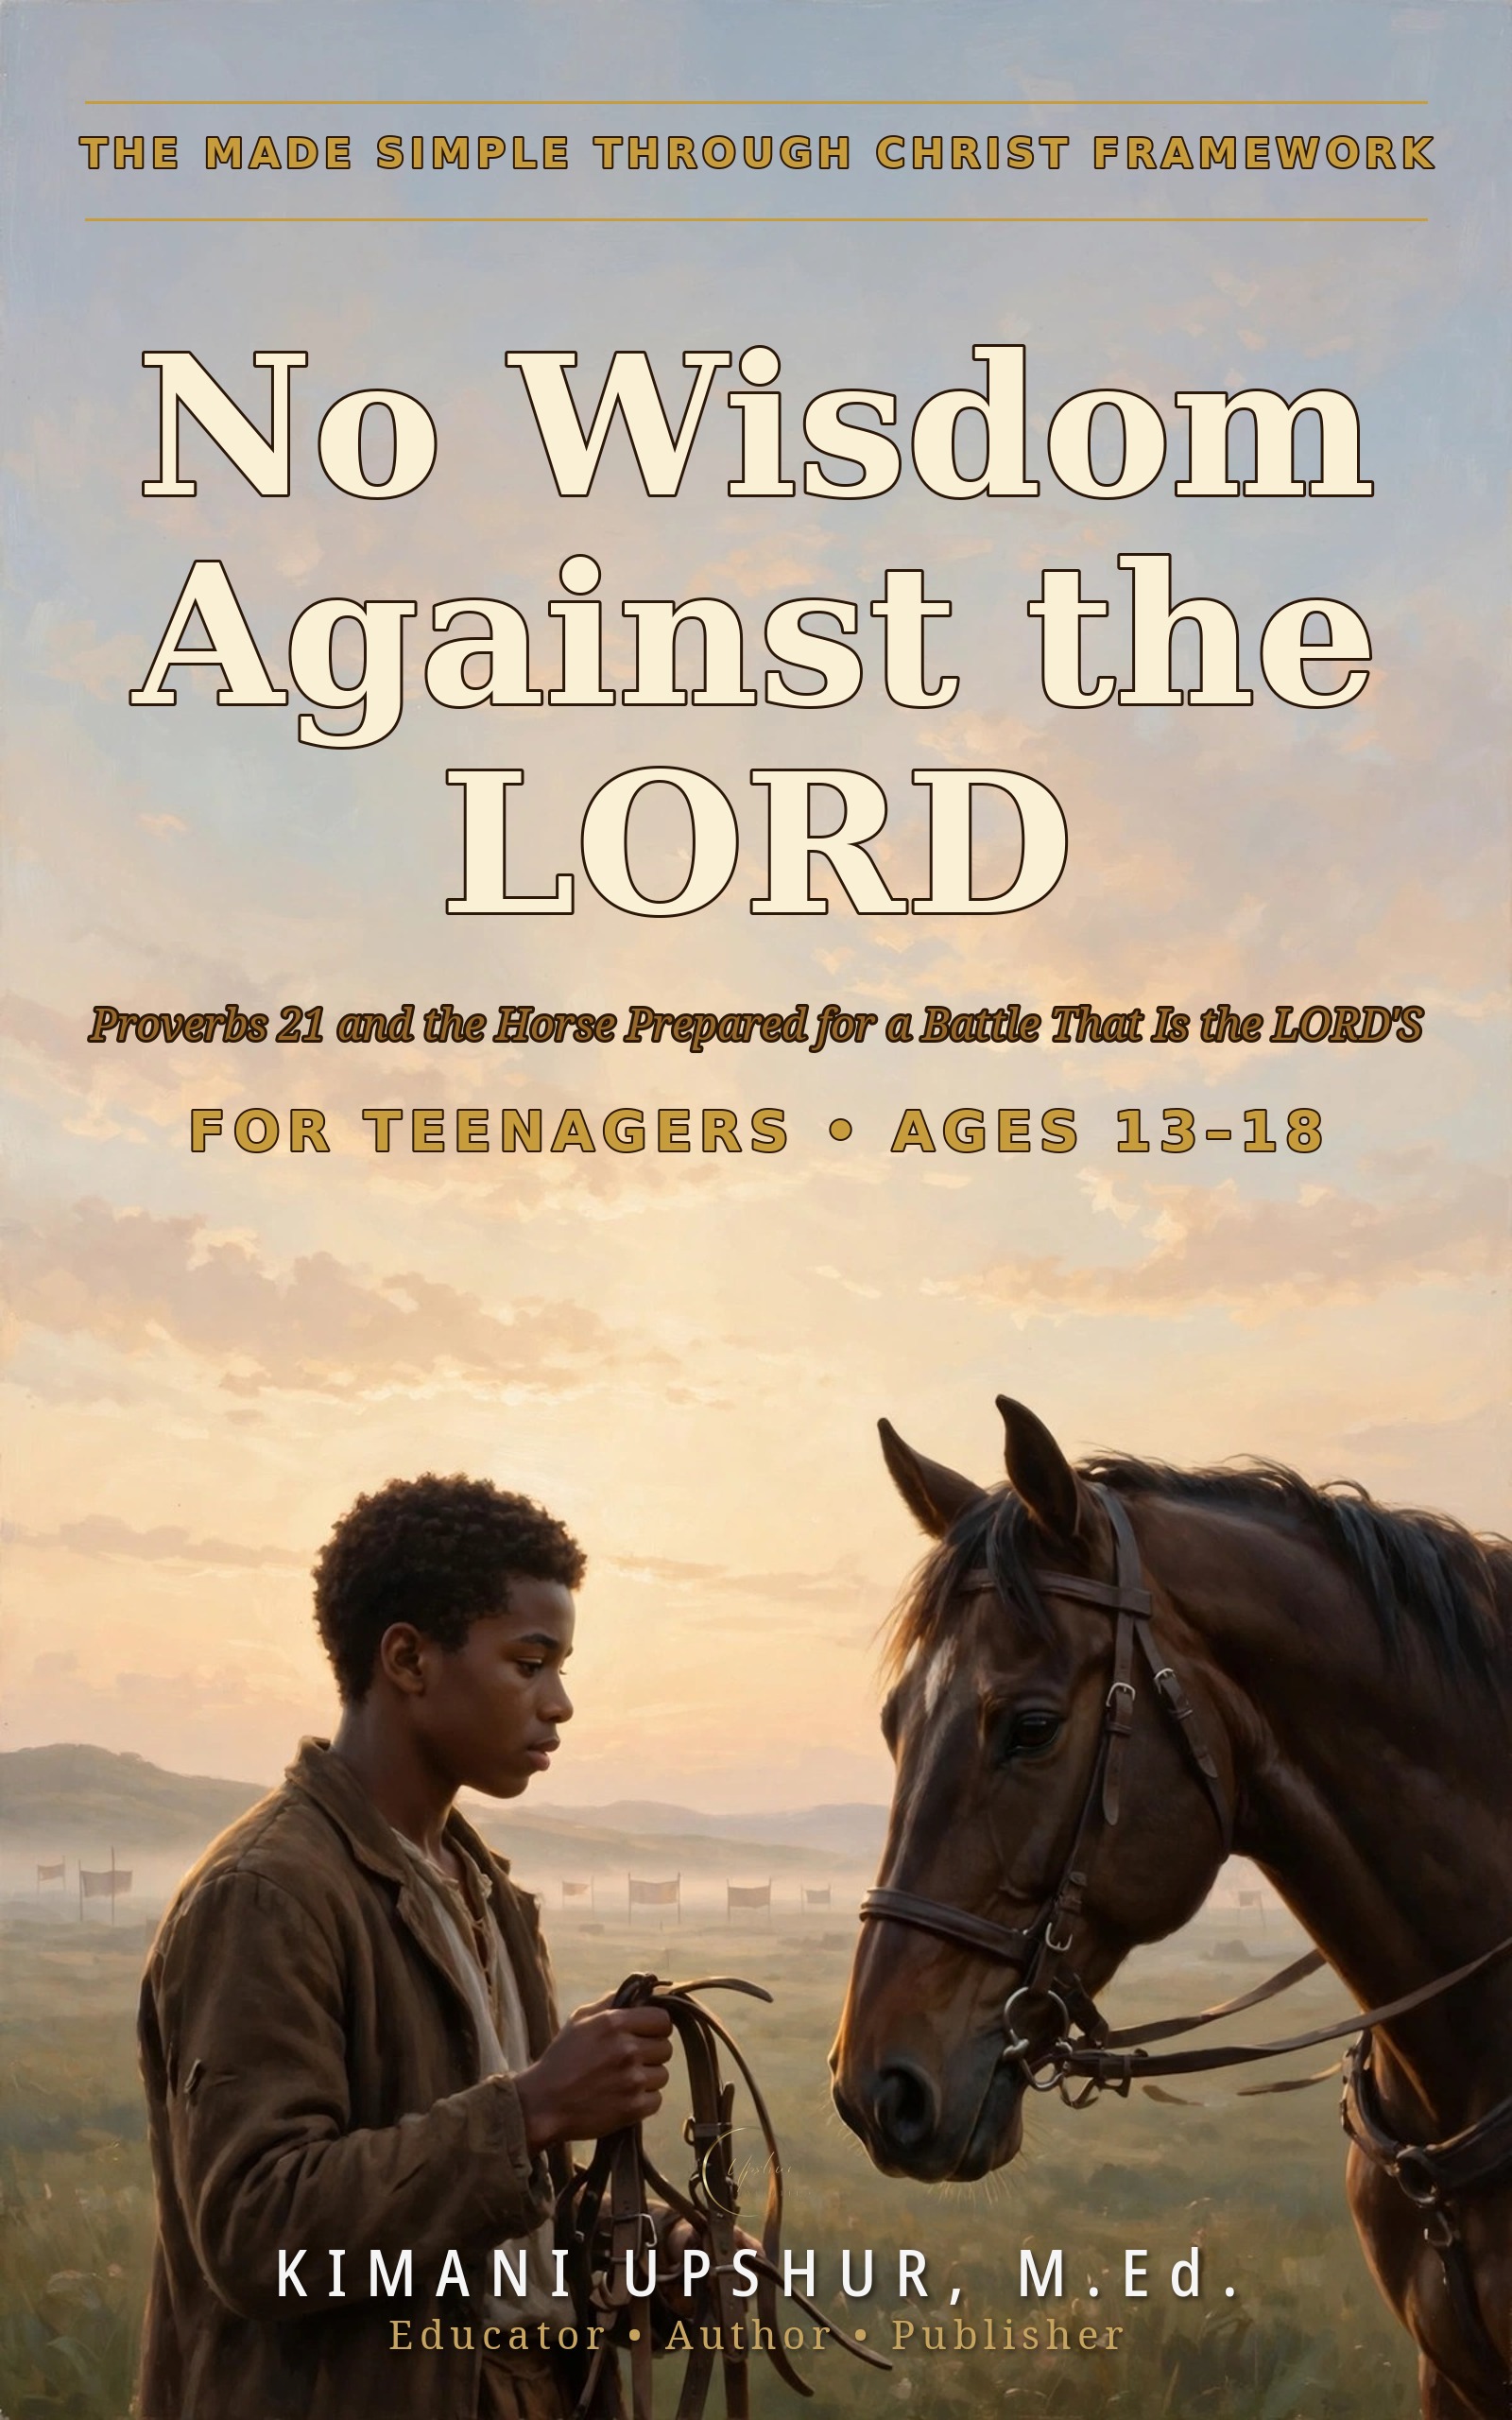 THE MADE SIMPLE THROUGH CHRIST FRAMEWORK
No Wisdom
Against the
LORD
Proverbs 21 and the Horse Prepared for a Battle That Is the LORD'S
FOR TEENAGERS • AGES 13–18
Upshur
KIMANI UPSHUR, M.Ed.
Educator • Author • Publisher